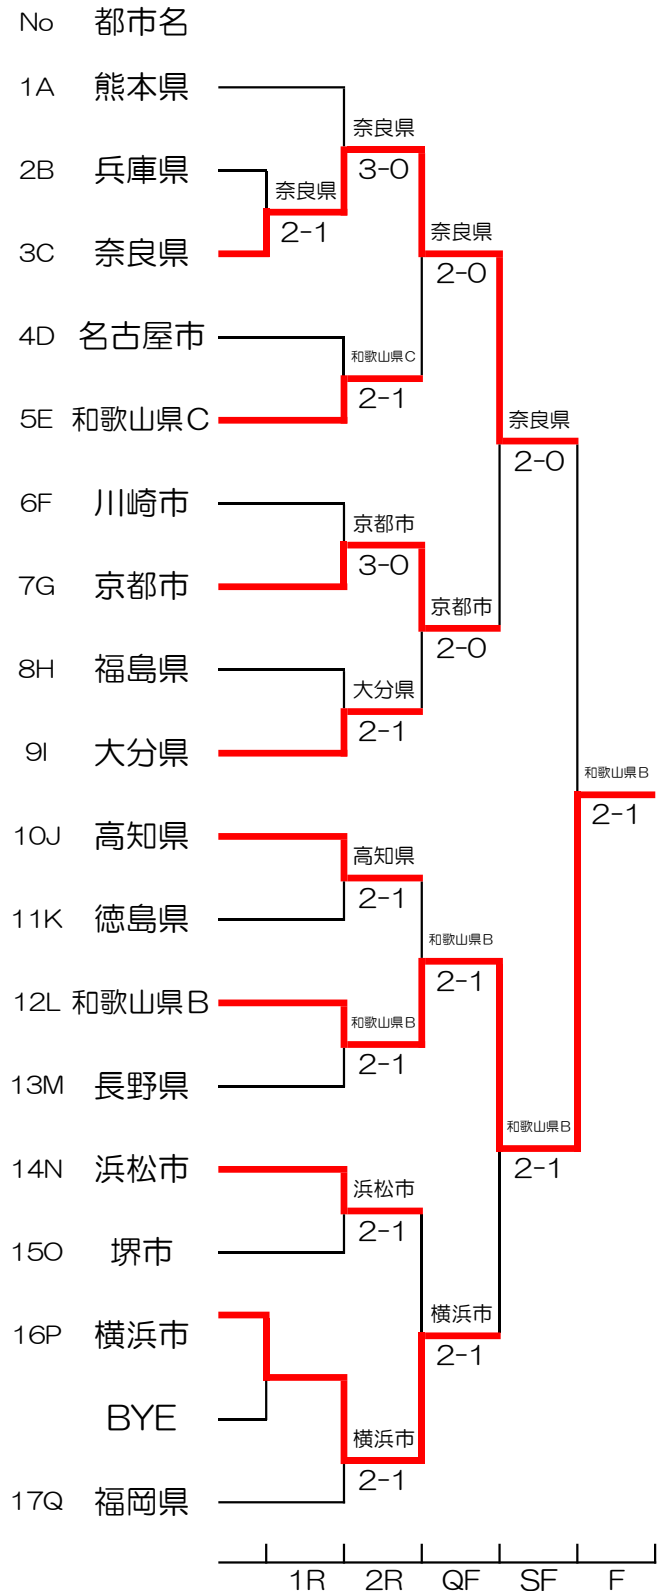 No 都市名
1A 熊本県
奈良県
2B 兵庫県
3-0
奈良県
2-1
奈良県
3C 奈良県
2-0
4D 名古屋市
和歌山県C
2-1
5E 和歌山県C
奈良県
2-0
6F 川崎市
京都市
3-0
7G 京都市
京都市
2-0
8H 福島県
大分県
2-1
9I 大分県
和歌山県B
2-1
10J 高知県
高知県
2-1
11K 徳島県
和歌山県B
2-1
12L 和歌山県B
和歌山県B
2-1
13M 長野県
和歌山県B
2-1
14N 浜松市
浜松市
2-1
15O 堺市
横浜市
16P 横浜市
2-1
BYE
横浜市
2-1
17Q 福岡県
1R 2R QF SF F